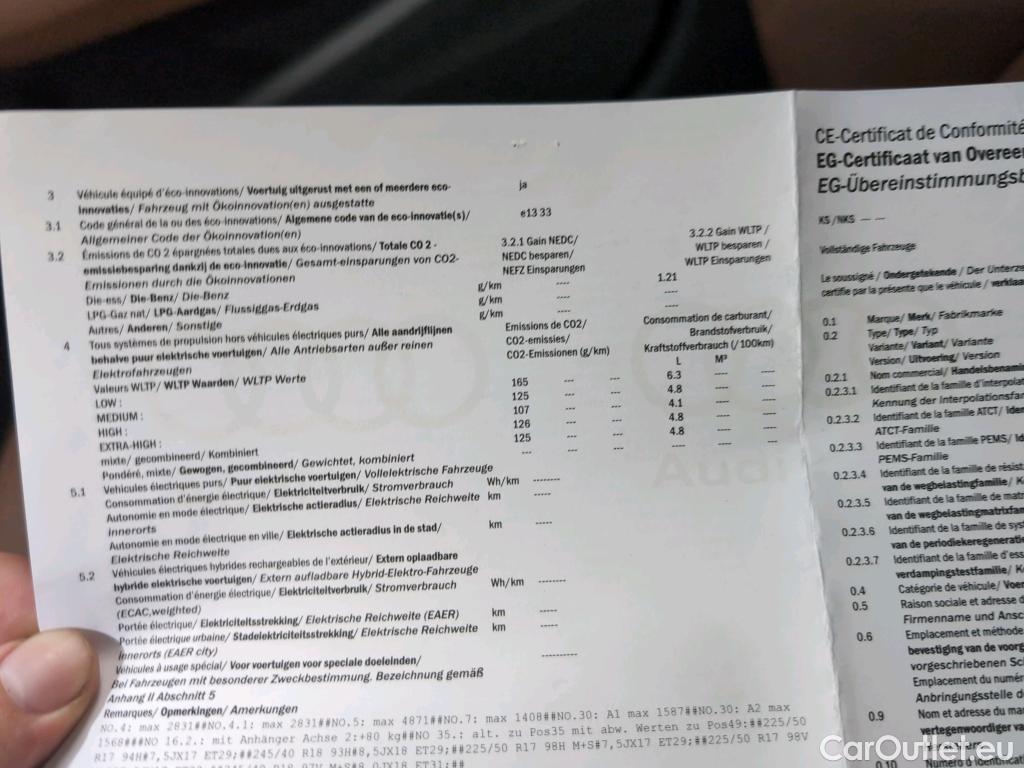 3 Véhicule équipé d'éco-innovations/ Voertuig uitgerust met een of meerdere eco- ja
innovaties/ Fahrzeug mit Ökoinnovation(en) ausgestatte
3.1 Code général de la ou des éco-innovations/ Algemene code van de eco-innovatie(s)/ e13 33
Allgemeiner Code der Ökoinnovation(en)
3.2 Émissions de CO 2 épargnées totales dues aux éco-innovations/ Totale CO 2 - 3.2.1 Gain NEDC/ 3.2.2 Gain WLTP /
emissiebesparing dankzij de eco-innovatie/ Gesamt-einsparungen von CO2- NEDC besparen/ WLTP besparen /
Emissionen durch die Ökoinnovationen NEFZ Einsparungen WLTP Einsparungen
Die-ess/ Die-Benz/ Die-Benz g/km ---- 1.21
LPG-Gaz nat/ LPG-Aardgas/ Flussiggas-Erdgas g/km ---- ----
Autres/ Anderen/ Sonstige g/km ---- ----
4 Tous systèmes de propulsion hors véhicules électriques purs/ Alle aandrijflijnen Emissions de CO2/ Consommation de carburant/
behalve puur elektrische voertuigen/ Alle Antriebsarten außer reinen CO2-emissies/ Brandstofverbruik/
Elektrofahrzeugen CO2-Emissionen (g/km) Kraftstoffverbrauch (/100km)
Valeurs WLTP/ WLTP Waarden/ WLTP Werte L M³
LOW : 165 --- --- 6.3 ---- ----
MEDIUM : 125 --- --- 4.8 ---- ----
HIGH : 107 --- --- 4.1 ---- ----
EXTRA-HIGH : 126 --- --- 4.8 ---- ----
mixte/ gecombineerd/ Kombiniert 125 --- --- 4.8 ---- ----
Pondéré, mixte/ Gewogen, gecombineerd/ Gewichtet, kombiniert --- --- --- ---- ---- ----
5.1 Véhicules électriques purs/ Puur elektrische voertuigen/ Vollelektrische Fahrzeuge
Consommation d'énergie électrique/ Elektriciteitverbruik/ Stromverbrauch Wh/km --------
Autonomie en mode électrique/ Elektrische actieradius/ Elektrische Reichweite km -----
innerorts
Autonomie en mode électrique en ville/ Elektrische actieradius in de stad/ km -----
Elektrische Reichweite
5.2 Véhicules électriques hybrides rechargeables de l'extérieur/ Extern oplaadbare
hybride elektrische voertuigen/ Extern aufladbare Hybrid-Elektro-Fahrzeuge
Consommation d'énergie électrique/ Elektriciteitverbruik/ Stromverbrauch Wh/km --------
(ECAC,weighted)
Portée électrique/ Elektriciteitsstrekking/ Elektrische Reichweite (EAER) km -----
Portée électrique urbaine/ Stadelektriciteitsstrekking/ Elektrische Reichweite km -----
innerorts (EAER city)
Véhicules à usage spécial/ Voor voertuigen voor speciale doeleinden/ ----------
Bei Fahrzeugen mit besonderer Zweckbestimmung. Bezeichnung gemäß
Anhang II Abschnitt 5
Remarques/ Opmerkingen/ Amerkungen
NO.4: max 2831##NO.4.1: max 2831##NO.5: max 4871##NO.7: max 1408##NO.30: A1 max 1587##NO.30: A2 max
1568###NO 16.2.: mit Anhänger Achse 2:+80 kg##NO 35.: alt. zu Pos35 mit abw. Werten zu Pos49:##225/50
R17 94H#7,5JX17 ET29;##245/40 R18 93H#8,5JX18 ET29;##225/50 R17 98H M+S#7,5JX17 ET29;##225/50 R17 98V
Audi
CE-Certificat de Conformité
EG-Certificaat van Overee
EG-Übereinstimmungsb
KS /NKS — —
Vollständige Fahrzeuge
Le soussigné / Ondergetekende / Der Unterze
certifie par la présente que le véhicule / verklaa
0.1 Marque/ Merk/ Fabrikmarke
0.2 Type/ Type/ Typ
Variante/ Variant/ Variante
Version/ Uitvoering/ Version
0.2.1 Nom commercial/ Handelsbenamin
0.2.3.1 Identifiant de la famille d'interpola
Kennung der Interpolationsfan
0.2.3.2 Identifiant de la famille ATCT/ Iden
ATCT-Familie
0.2.3.3 Identifiant de la famille PEMS/ Id
PEMS-Familie
0.2.3.4 Identifiant de la famille de résist
van de wegbelastingfamilie/ K
0.2.3.5 Identifiant de la famille de matr
van de wegbelastingmatrixfam
0.2.3.6 Identifiant de la famille de sys
van de periodiekeregenerati
0.2.3.7 Identifiant de la famille d'ess
verdampingstestfamilie/ K
0.4 Catégorie de véhicule/ Voer
0.5 Raison sociale et adresse d
Firmenname und Ansc
0.6 Emplacement et méthode
bevestiging van de voorg
vorgeschriebenen Sc
Emplacement du numér
Anbringungsstelle d
0.9 Nom et adresse du ma
vertegenwoordiger va
0.10
CarOutlet.eu